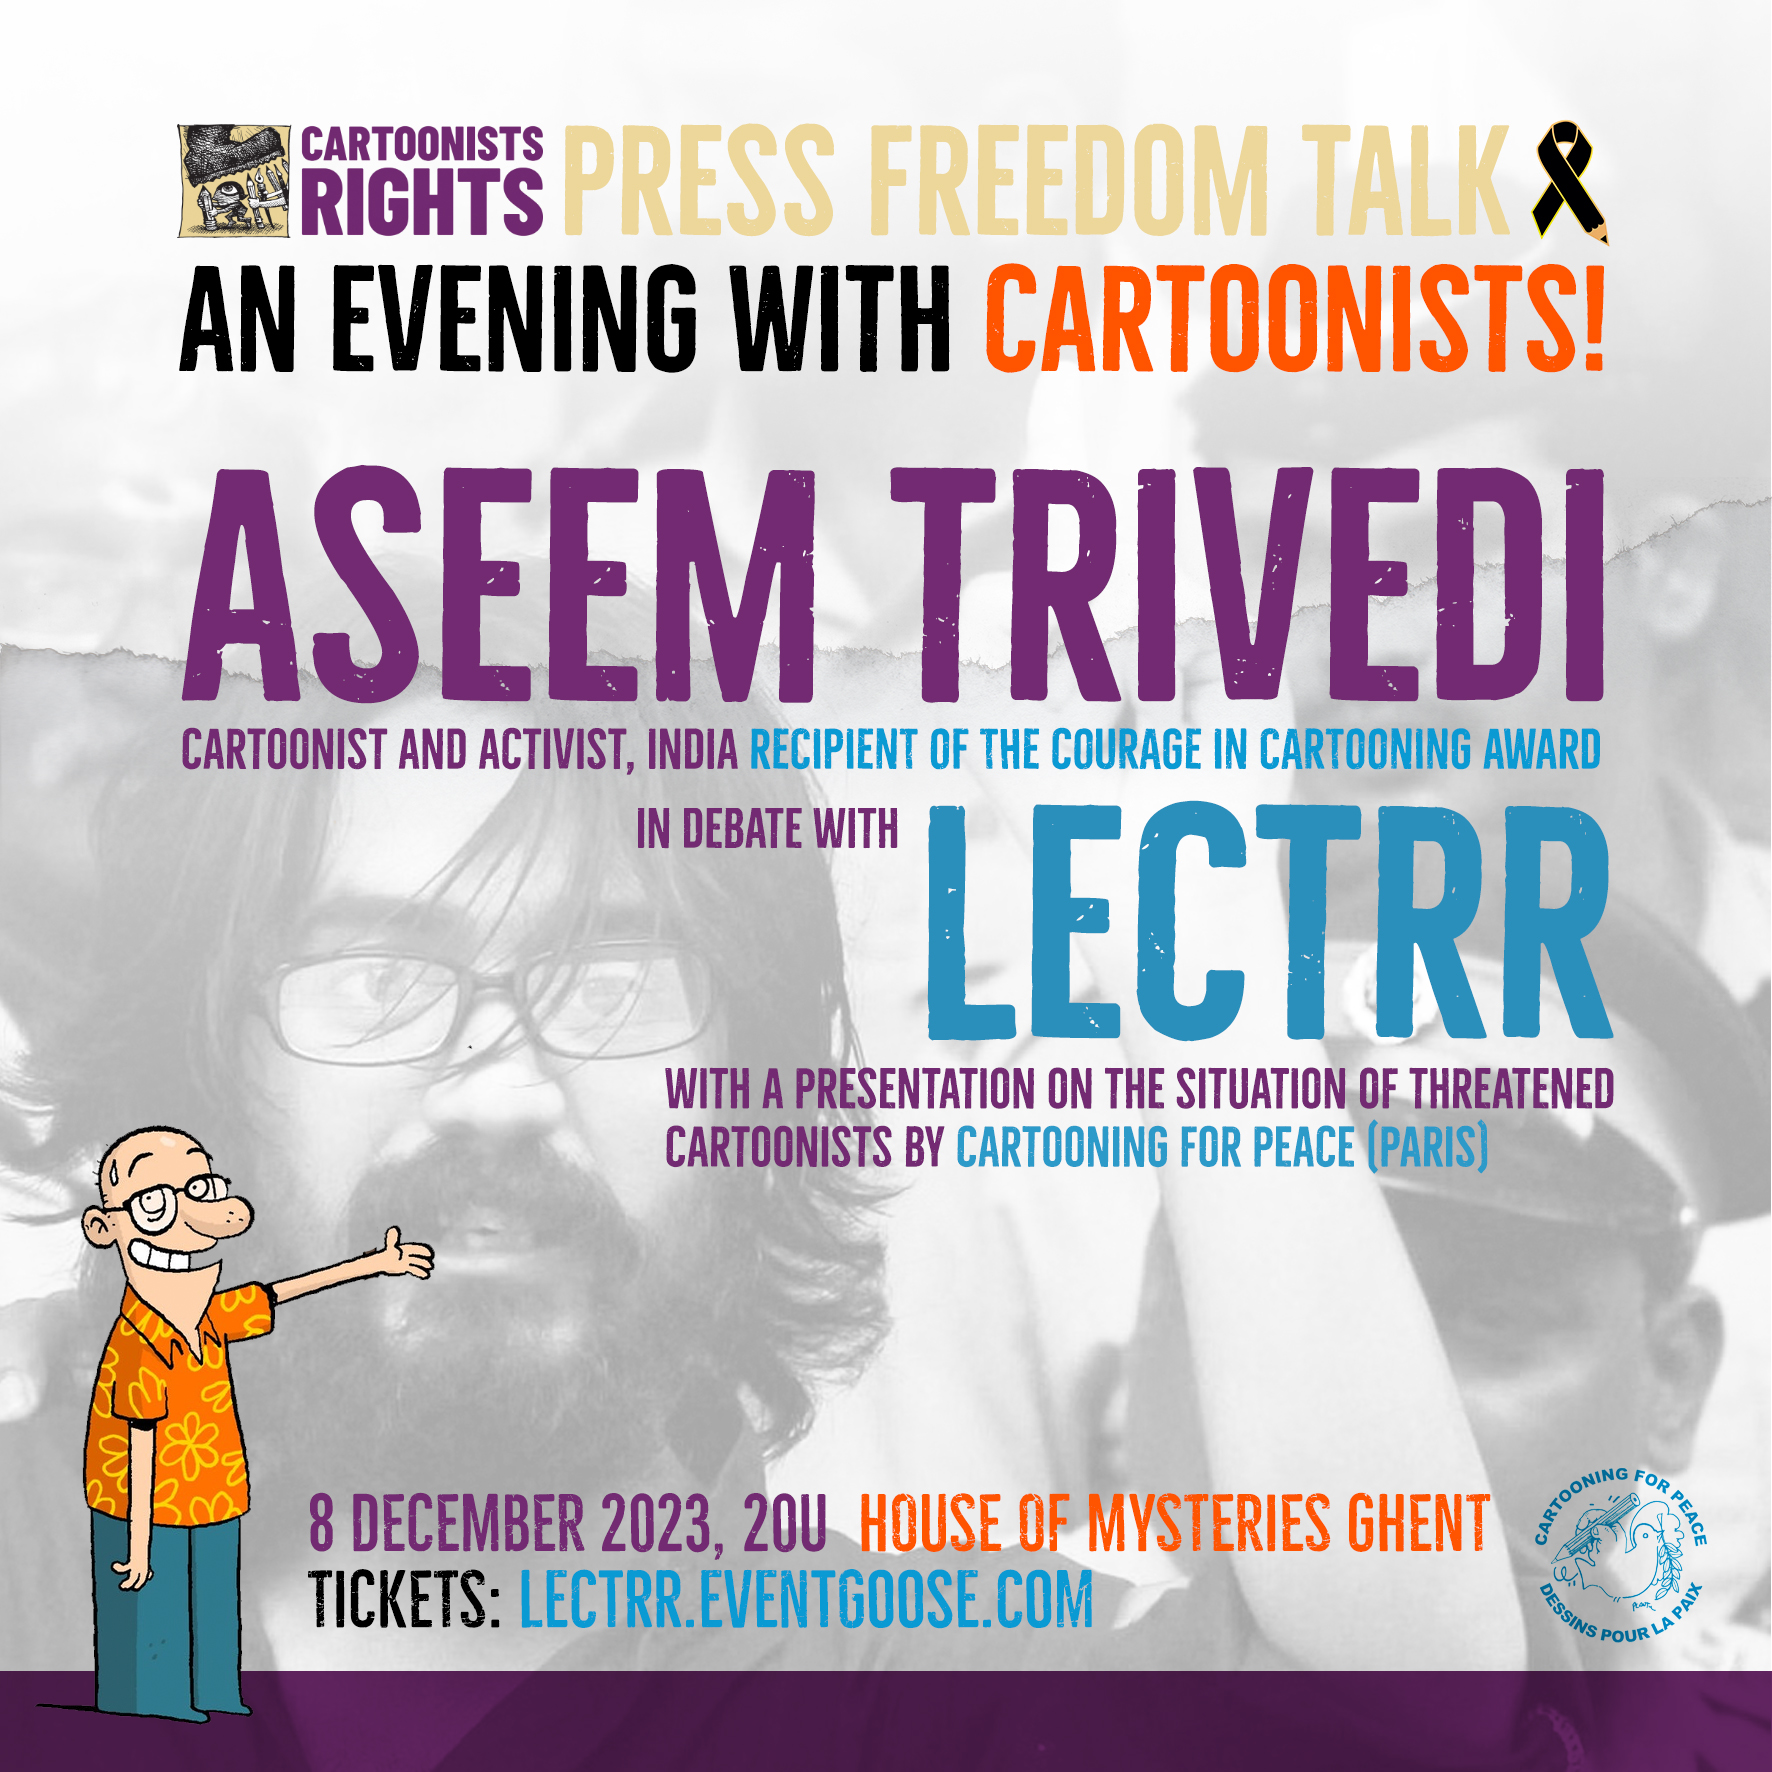 CARTOONISTS
RIGHTS
PRESS FREEDOM TALK
AN EVENING WITH CARTOONISTS!
ASEEM TRIVEDI
CARTOONIST AND ACTIVIST, INDIA RECIPIENT OF THE COURAGE IN CARTOONING AWARD
IN DEBATE WITH LECTRR
WITH A PRESENTATION ON THE SITUATION OF THREATENED
CARTOONISTS BY CARTOONING FOR PEACE (PARIS)
8 DECEMBER 2023, 20U HOUSE OF MYSTERIES GHENT
TICKETS: LECTRR.EVENTGOOSE.COM
CARTOONING FOR PEACE
DESSINS POUR LA PAIX